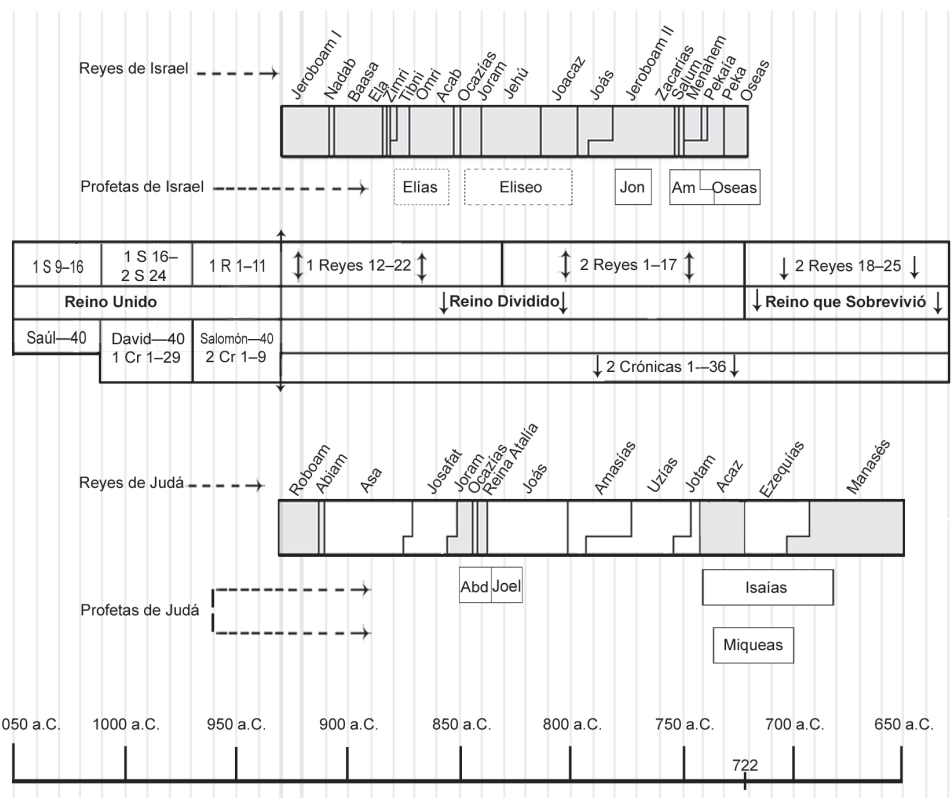 Reyes de Israel
Jeroboam I
Nadab
Baasa
Ela
Zimri
Tibni
Omri
Acab
Ocazías
Joram
Jehú
Joacaz
Joás
Jeroboam II
Zacarías
Salum
Menahem
Pekaía
Peka
Oseas
Profetas de Israel
Elías
Eliseo
Jon
Am
Oseas
1 S 9–16
1 S 16–
2 S 24
1 R 1–11
1 Reyes 12–22
2 Reyes 1–17
2 Reyes 18–25
Reino Unido
Reino Dividido
Reino que Sobrevivió
Saúl—40
David—40
1 Cr 1–29
Salomón—40
2 Cr 1–9
2 Crónicas 1-–36
Reyes de Judá
Roboam
Abiam
Asa
Josafat
Joram
Ocazías
Reina Atalía
Joás
Amasías
Uzías
Jotam
Acaz
Ezequías
Manasés
Profetas de Judá
Abd
Joel
Isaías
Miqueas
050 a.C.
1000 a.C.
950 a.C.
900 a.C.
850 a.C.
800 a.C.
750 a.C.
700 a.C.
650 a.C.
722